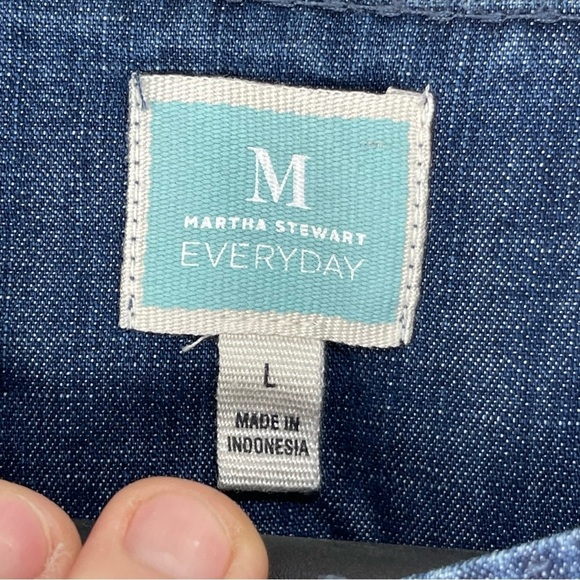 M
MARTHA STEWART
EVERYDAY
L
MADE IN
INDONESIA